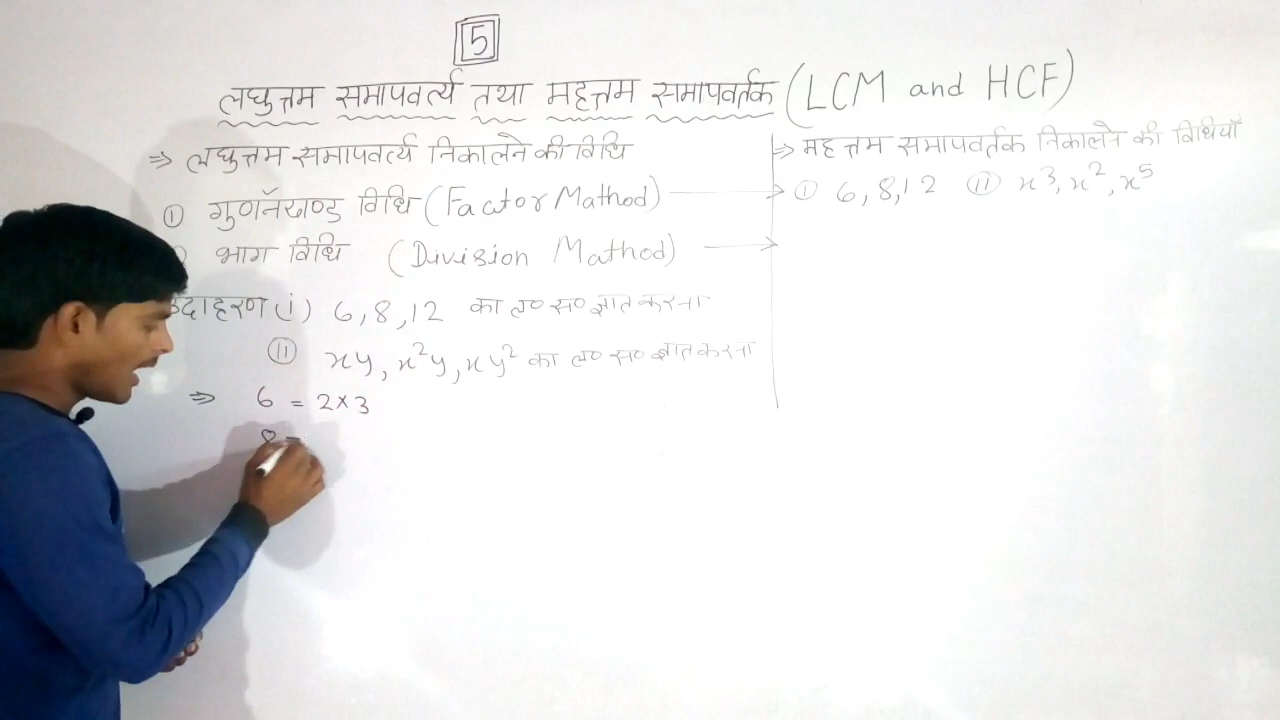 5
लघुत्तम समापवर्त्य तथा महत्तम समापवर्तक (LCM and HCF)
⇒ लघुत्तम समापवर्त्य निकालने की विधि
① गुणनखण्ड विधि (Factor Mathod)
भाग विधि (Division Mathod)
उदाहरण (i) 6, 8, 12 का ल० स० ज्ञात करना
(ii) xy, x²y, xy² का ल० स० ज्ञात करना
⇒ 6 = 2×3
8 =
⇒ महत्तम समापवर्तक निकालने की विधियाँ
① 6, 8, 12 (ii) x³, x², x⁵